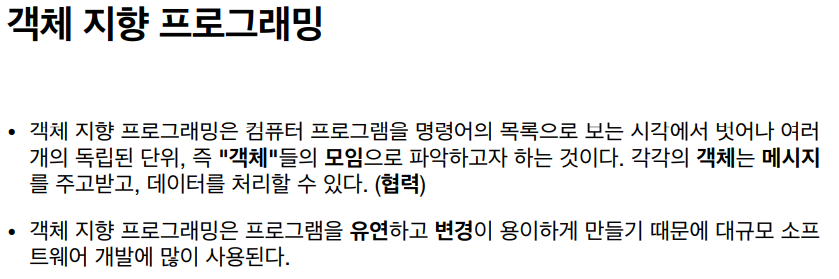 객체 지향 프로그래밍
• 객체 지향 프로그래밍은 컴퓨터 프로그램을 명령어의 목록으로 보는 시각에서 벗어나 여러
개의 독립된 단위, 즉 "객체"들의 모임으로 파악하고자 하는 것이다. 각각의 객체는 메시지
를 주고받고, 데이터를 처리할 수 있다. (협력)
• 객체 지향 프로그래밍은 프로그램을 유연하고 변경이 용이하게 만들기 때문에 대규모 소프
트웨어 개발에 많이 사용된다.